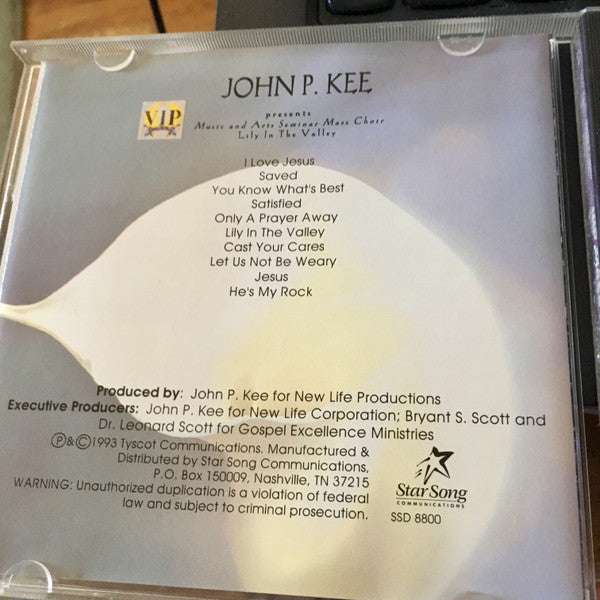 JOHN P. KEE
VIP
presents
Music and Arts Seminar Mass Choir
Lily In The Valley
I Love Jesus
Saved
You Know What's Best
Satisfied
Only A Prayer Away
Lily In The Valley
Cast Your Cares
Let Us Not Be Weary
Jesus
He's My Rock
Produced by: John P. Kee for New Life Productions
Executive Producers: John P. Kee for New Life Corporation; Bryant S. Scott and
Dr. Leonard Scott for Gospel Excellence Ministries
Ⓟ&Ⓒ1993 Tyscot Communications. Manufactured &
Distributed by Star Song Communications,
P.O. Box 150009, Nashville, TN 37215
WARNING: Unauthorized duplication is a violation of federal
law and subject to criminal prosecution.
Star Song
COMMUNICATIONS
SSD 8800